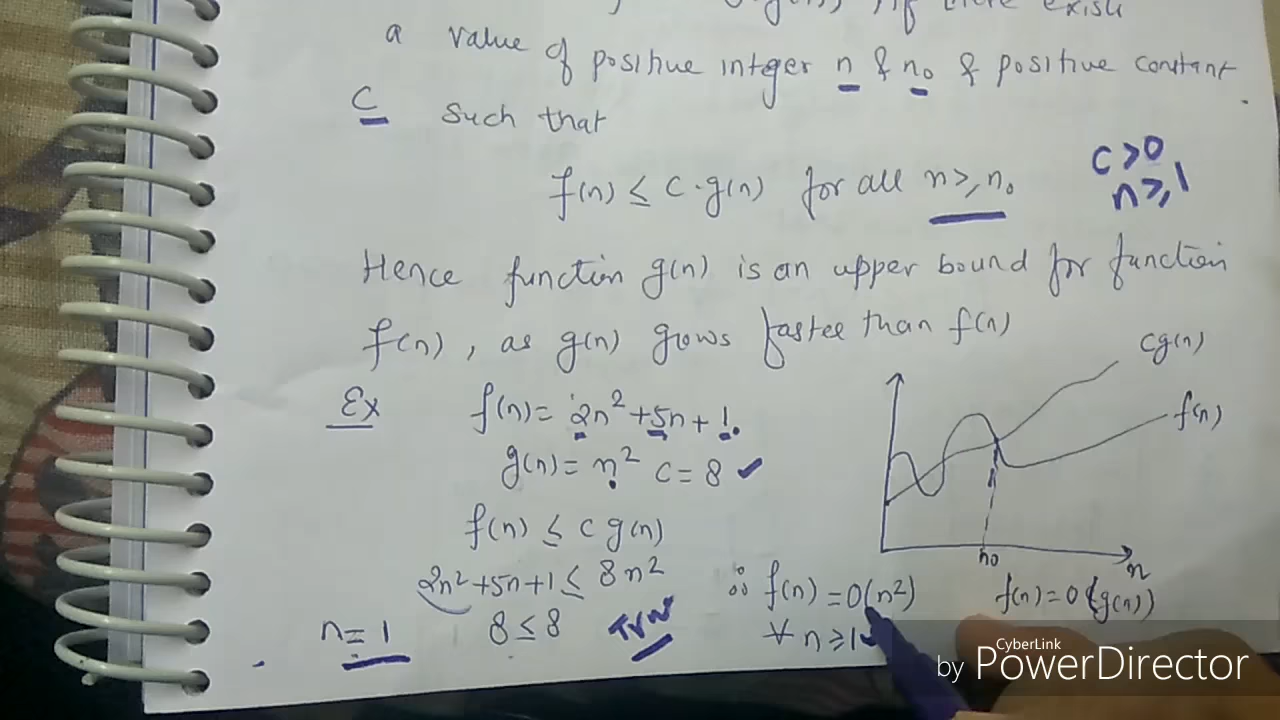 exists
a value of positive integer n & n₀ & positive constant
c such that
f(n) ≤ c·g(n) for all n ≥ n₀
c>0
n≥1
Hence function g(n) is an upper bound for function
f(n), as g(n) grows faster than f(n)
Ex f(n)= 2n²+5n+1.
g(n)= n² c=8 ✓
f(n) ≤ c g(n)
2n²+5n+1 ≤ 8n²
n=1 8≤8 True
cg(n)
f(n)
n₀
n
∴ f(n)=O(n²)
∀ n≥1
f(n)=O(g(n))
CyberLink
by PowerDirector